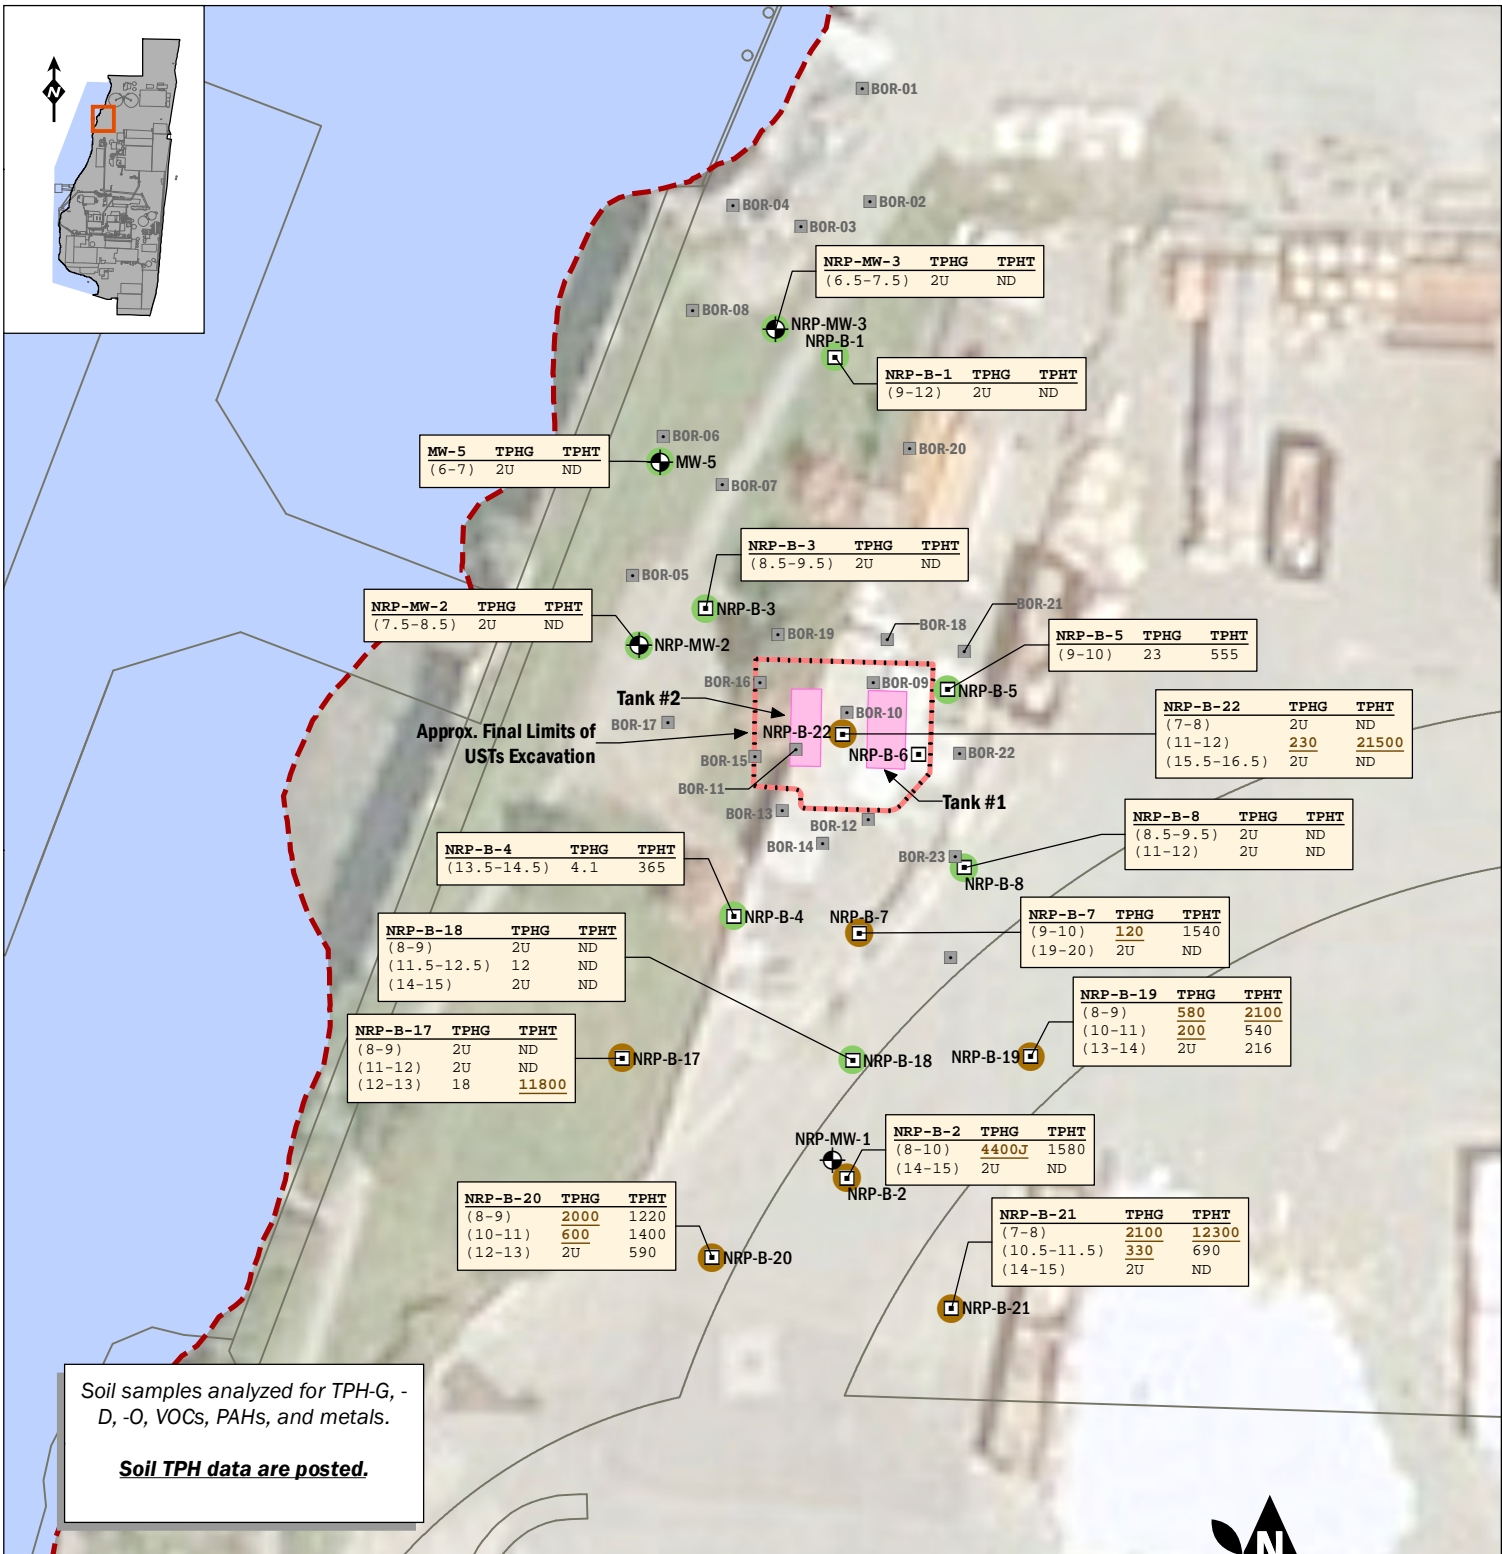 N
BOR-01
BOR-04
BOR-02
BOR-03
NRP-MW-3 TPHG TPHT
(6.5-7.5) 2U ND
BOR-08
NRP-MW-3
NRP-B-1
NRP-B-1 TPHG TPHT
(9-12) 2U ND
BOR-06
MW-5 TPHG TPHT
(6-7) 2U ND
MW-5
BOR-20
BOR-07
NRP-B-3 TPHG TPHT
(8.5-9.5) 2U ND
BOR-05
NRP-MW-2 TPHG TPHT
(7.5-8.5) 2U ND
NRP-B-3
BOR-21
BOR-18
BOR-19
NRP-MW-2
NRP-B-5 TPHG TPHT
(9-10) 23 555
BOR-16
BOR-09
NRP-B-5
Tank #2
BOR-10
BOR-17
NRP-B-22 TPHG TPHT
(7-8) 2U ND
(11-12) 230 21500
(15.5-16.5) 2U ND
Approx. Final Limits of
USTs Excavation
NRP-B-22
NRP-B-6
BOR-22
BOR-15
BOR-11
Tank #1
BOR-13
BOR-12
BOR-14
NRP-B-8 TPHG TPHT
(8.5-9.5) 2U ND
(11-12) 2U ND
BOR-23
NRP-B-8
NRP-B-4 TPHG TPHT
(13.5-14.5) 4.1 365
NRP-B-4
NRP-B-7
NRP-B-7 TPHG TPHT
(9-10) 120 1540
(19-20) 2U ND
NRP-B-18 TPHG TPHT
(8-9) 2U ND
(11.5-12.5) 12 ND
(14-15) 2U ND
NRP-B-19 TPHG TPHT
(8-9) 580 2100
(10-11) 200 540
(13-14) 2U 216
NRP-B-17 TPHG TPHT
(8-9) 2U ND
(11-12) 2U ND
(12-13) 18 11800
NRP-B-17
NRP-B-18
NRP-B-19
NRP-B-2 TPHG TPHT
(8-10) 4400J 1580
(14-15) 2U ND
NRP-MW-1
NRP-B-2
NRP-B-20 TPHG TPHT
(8-9) 2000 1220
(10-11) 600 1400
(12-13) 2U 590
NRP-B-20
NRP-B-21 TPHG TPHT
(7-8) 2100 12300
(10.5-11.5) 330 690
(14-15) 2U ND
NRP-B-21
Soil samples analyzed for TPH-G, -
D, -O, VOCs, PAHs, and metals.
Soil TPH data are posted.
N